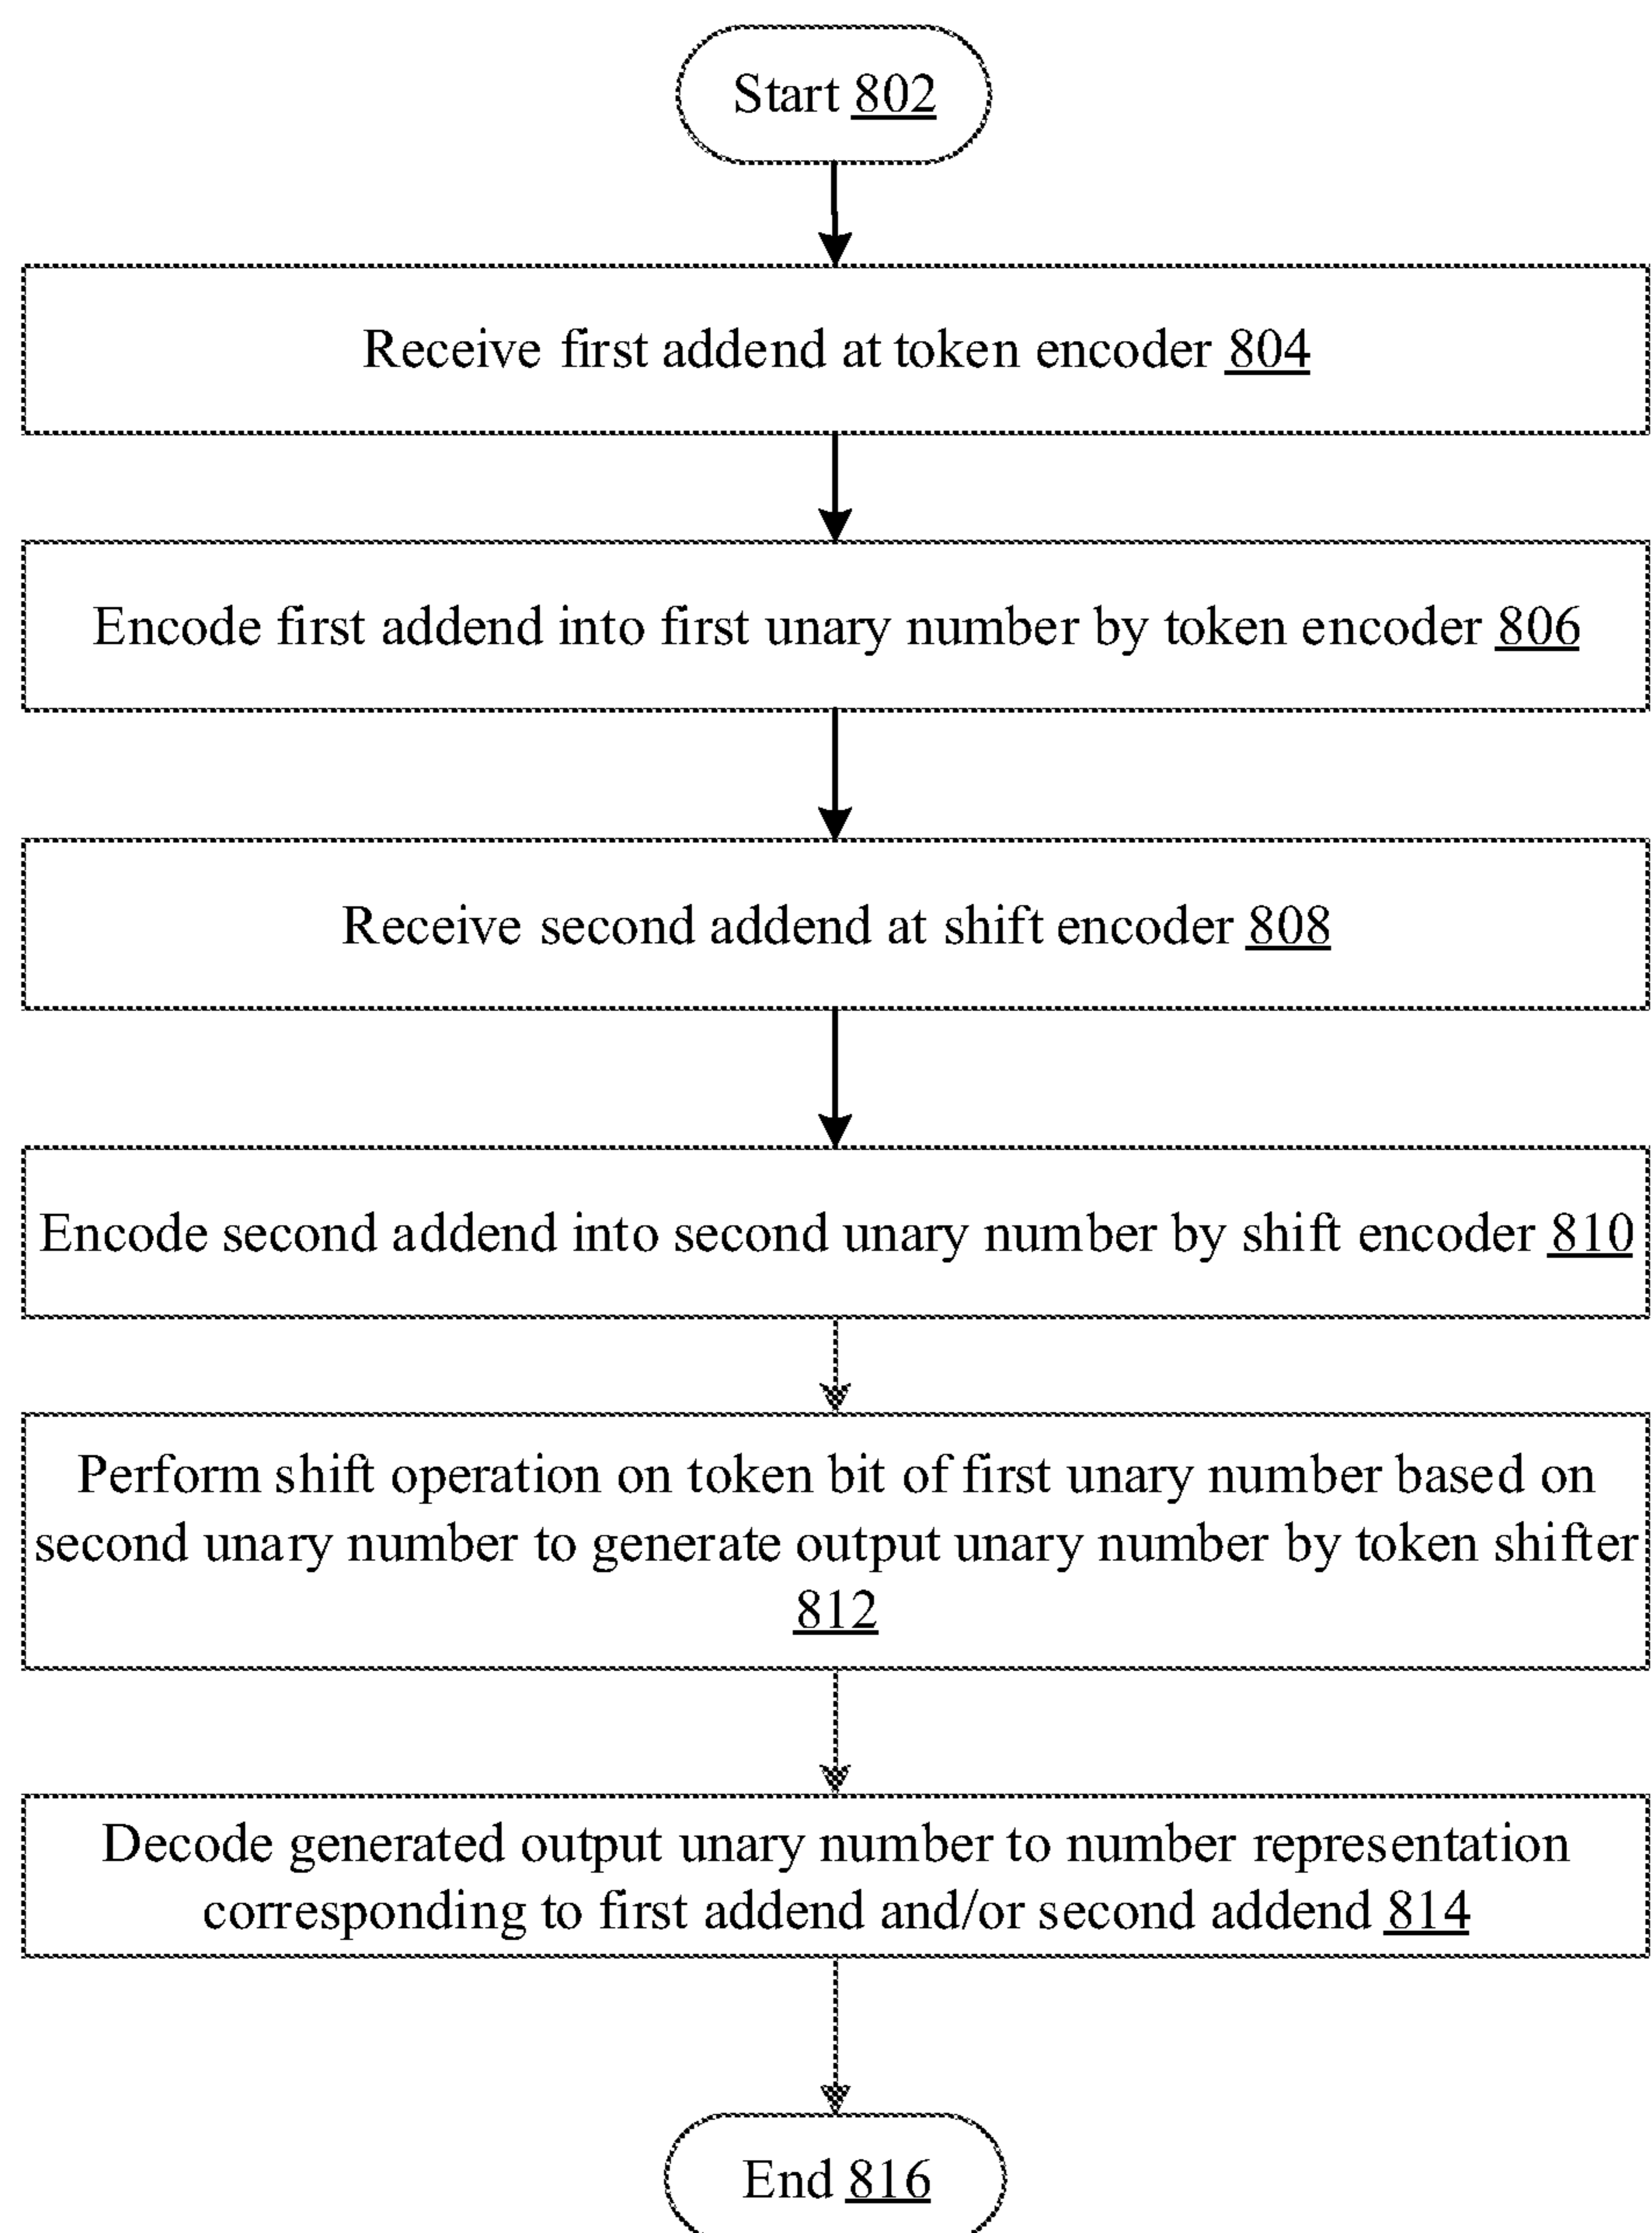 Start 802
Receive first addend at token encoder 804
Encode first addend into first unary number by token encoder 806
Receive second addend at shift encoder 808
Encode second addend into second unary number by shift encoder 810
Perform shift operation on token bit of first unary number based on
second unary number to generate output unary number by token shifter
812
Decode generated output unary number to number representation
corresponding to first addend and/or second addend 814
End 816